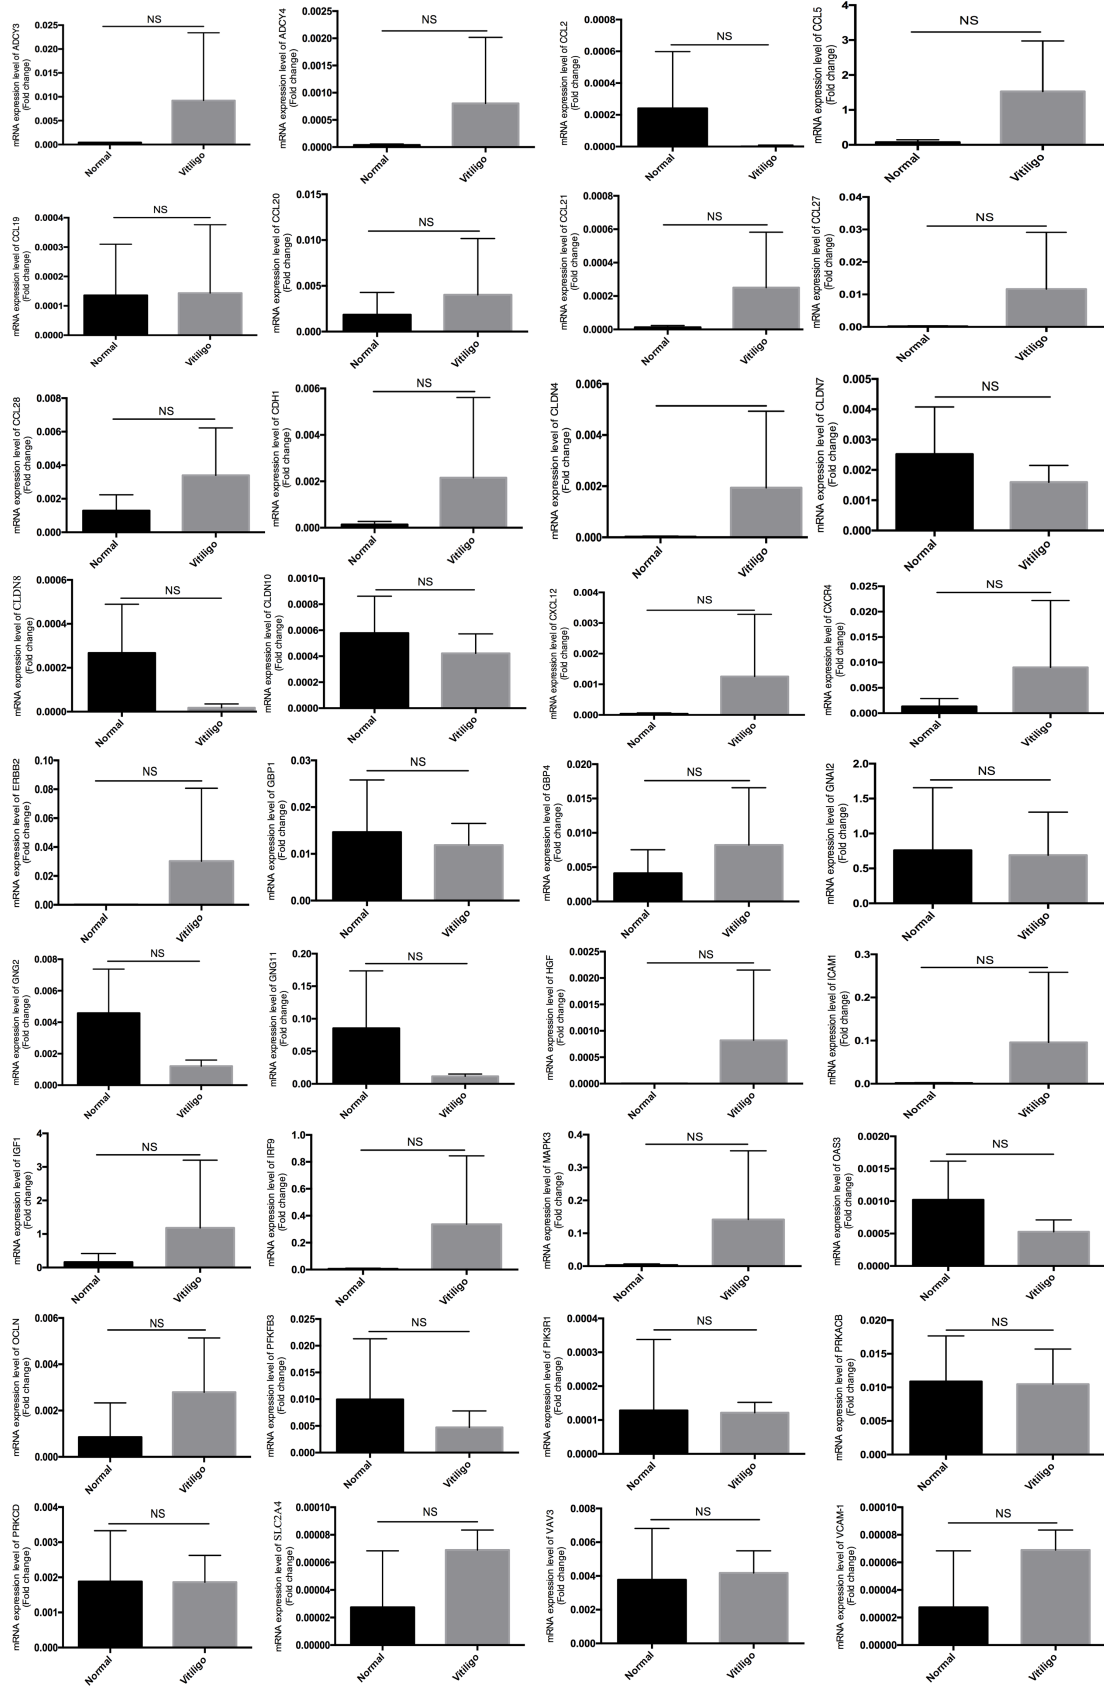 mRNA expression level of ADCY3
(Fold change)
0.025
0.020
0.015
0.010
0.005
0.000
NS
Normal
Vitiligo
mRNA expression level of ADCY4
(Fold change)
0.0025
0.0020
0.0015
0.0010
0.0005
0.0000
NS
Normal
Vitiligo
mRNA expression level of CCL2
(Fold change)
0.0008
0.0006
0.0004
0.0002
0.0000
NS
Normal
Vitiligo
mRNA expression level of CCL5
(Fold change)
4
3
2
1
0
NS
Normal
Vitiligo
mRNA expression level of CCL19
(Fold change)
0.0004
0.0003
0.0002
0.0001
0.0000
NS
Normal
Vitiligo
mRNA expression level of CCL20
(Fold change)
0.015
0.010
0.005
0.000
NS
Normal
Vitiligo
mRNA expression level of CCL21
(Fold change)
0.0008
0.0006
0.0004
0.0002
0.0000
NS
Normal
Vitiligo
mRNA expression level of CCL27
(Fold change)
0.04
0.03
0.02
0.01
0.00
NS
Normal
Vitiligo
mRNA expression level of CCL28
(Fold change)
0.008
0.006
0.004
0.002
0.000
NS
Normal
Vitiligo
mRNA expression level of CDH1
(Fold change)
0.006
0.004
0.002
0.000
NS
Normal
Vitiligo
mRNA expression level of CLDN4
(Fold change)
0.006
0.004
0.002
0.000
Normal
Vitiligo
mRNA expression level of CLDN7
(Fold change)
0.005
0.004
0.003
0.002
0.001
0.000
NS
Normal
Vitiligo
mRNA expression level of CLDN8
(Fold change)
0.0006
0.0004
0.0002
0.0000
NS
Normal
Vitiligo
mRNA expression level of CLDN10
(Fold change)
0.0010
0.0008
0.0006
0.0004
0.0002
0.0000
NS
Normal
Vitiligo
mRNA expression level of CXCL12
(Fold change)
0.004
0.003
0.002
0.001
0.000
NS
Normal
Vitiligo
mRNA expression level of CXCR4
(Fold change)
0.025
0.020
0.015
0.010
0.005
0.000
NS
Normal
Vitiligo
mRNA expression level of ERBB2
(Fold change)
0.10
0.08
0.06
0.04
0.02
0.00
NS
Normal
Vitiligo
mRNA expression level of GBP1
(Fold change)
0.03
0.02
0.01
0.00
NS
Normal
Vitiligo
mRNA expression level of GBP4
(Fold change)
0.020
0.015
0.010
0.005
0.000
NS
Normal
Vitiligo
mRNA expression level of GNAI2
(Fold change)
2.0
1.5
1.0
0.5
0.0
NS
Normal
Vitiligo
mRNA expression level of GNG2
(Fold change)
0.008
0.006
0.004
0.002
0.000
NS
Normal
Vitiligo
mRNA expression level of GNG11
(Fold change)
0.20
0.15
0.10
0.05
0.00
NS
Normal
Vitiligo
mRNA expression level of HGF
(Fold change)
0.0025
0.0020
0.0015
0.0010
0.0005
0.0000
NS
Normal
Vitiligo
mRNA expression level of ICAM1
(Fold change)
0.3
0.2
0.1
0.0
NS
Normal
Vitiligo
mRNA expression level of IGF1
(Fold change)
4
3
2
1
0
NS
Normal
Vitiligo
mRNA expression level of IRF9
(Fold change)
1.0
0.8
0.6
0.4
0.2
0.0
NS
Normal
Vitiligo
mRNA expression level of MAPK3
(Fold change)
0.4
0.3
0.2
0.1
0.0
NS
Normal
Vitiligo
mRNA expression level of OAS3
(Fold change)
0.0020
0.0015
0.0010
0.0005
0.0000
NS
Normal
Vitiligo
mRNA expression level of OCLN
(Fold change)
0.006
0.004
0.002
0.000
NS
Normal
Vitiligo
mRNA expression level of PFKFB3
(Fold change)
0.025
0.020
0.015
0.010
0.005
0.000
NS
Normal
Vitiligo
mRNA expression level of PIK3R1
(Fold change)
0.0004
0.0003
0.0002
0.0001
0.0000
NS
Normal
Vitiligo
mRNA expression level of PRKACB
(Fold change)
0.020
0.015
0.010
0.005
0.000
NS
Normal
Vitiligo
mRNA expression level of PRKCD
(Fold change)
0.004
0.003
0.002
0.001
0.000
NS
Normal
Vitiligo
mRNA expression level of SLC2A4
(Fold change)
0.00010
0.00008
0.00006
0.00004
0.00002
0.00000
NS
Normal
Vitiligo
mRNA expression level of VAV3
(Fold change)
0.008
0.006
0.004
0.002
0.000
NS
Normal
Vitiligo
mRNA expression level of VCAM-1
(Fold change)
0.00010
0.00008
0.00006
0.00004
0.00002
0.00000
NS
Normal
Vitiligo